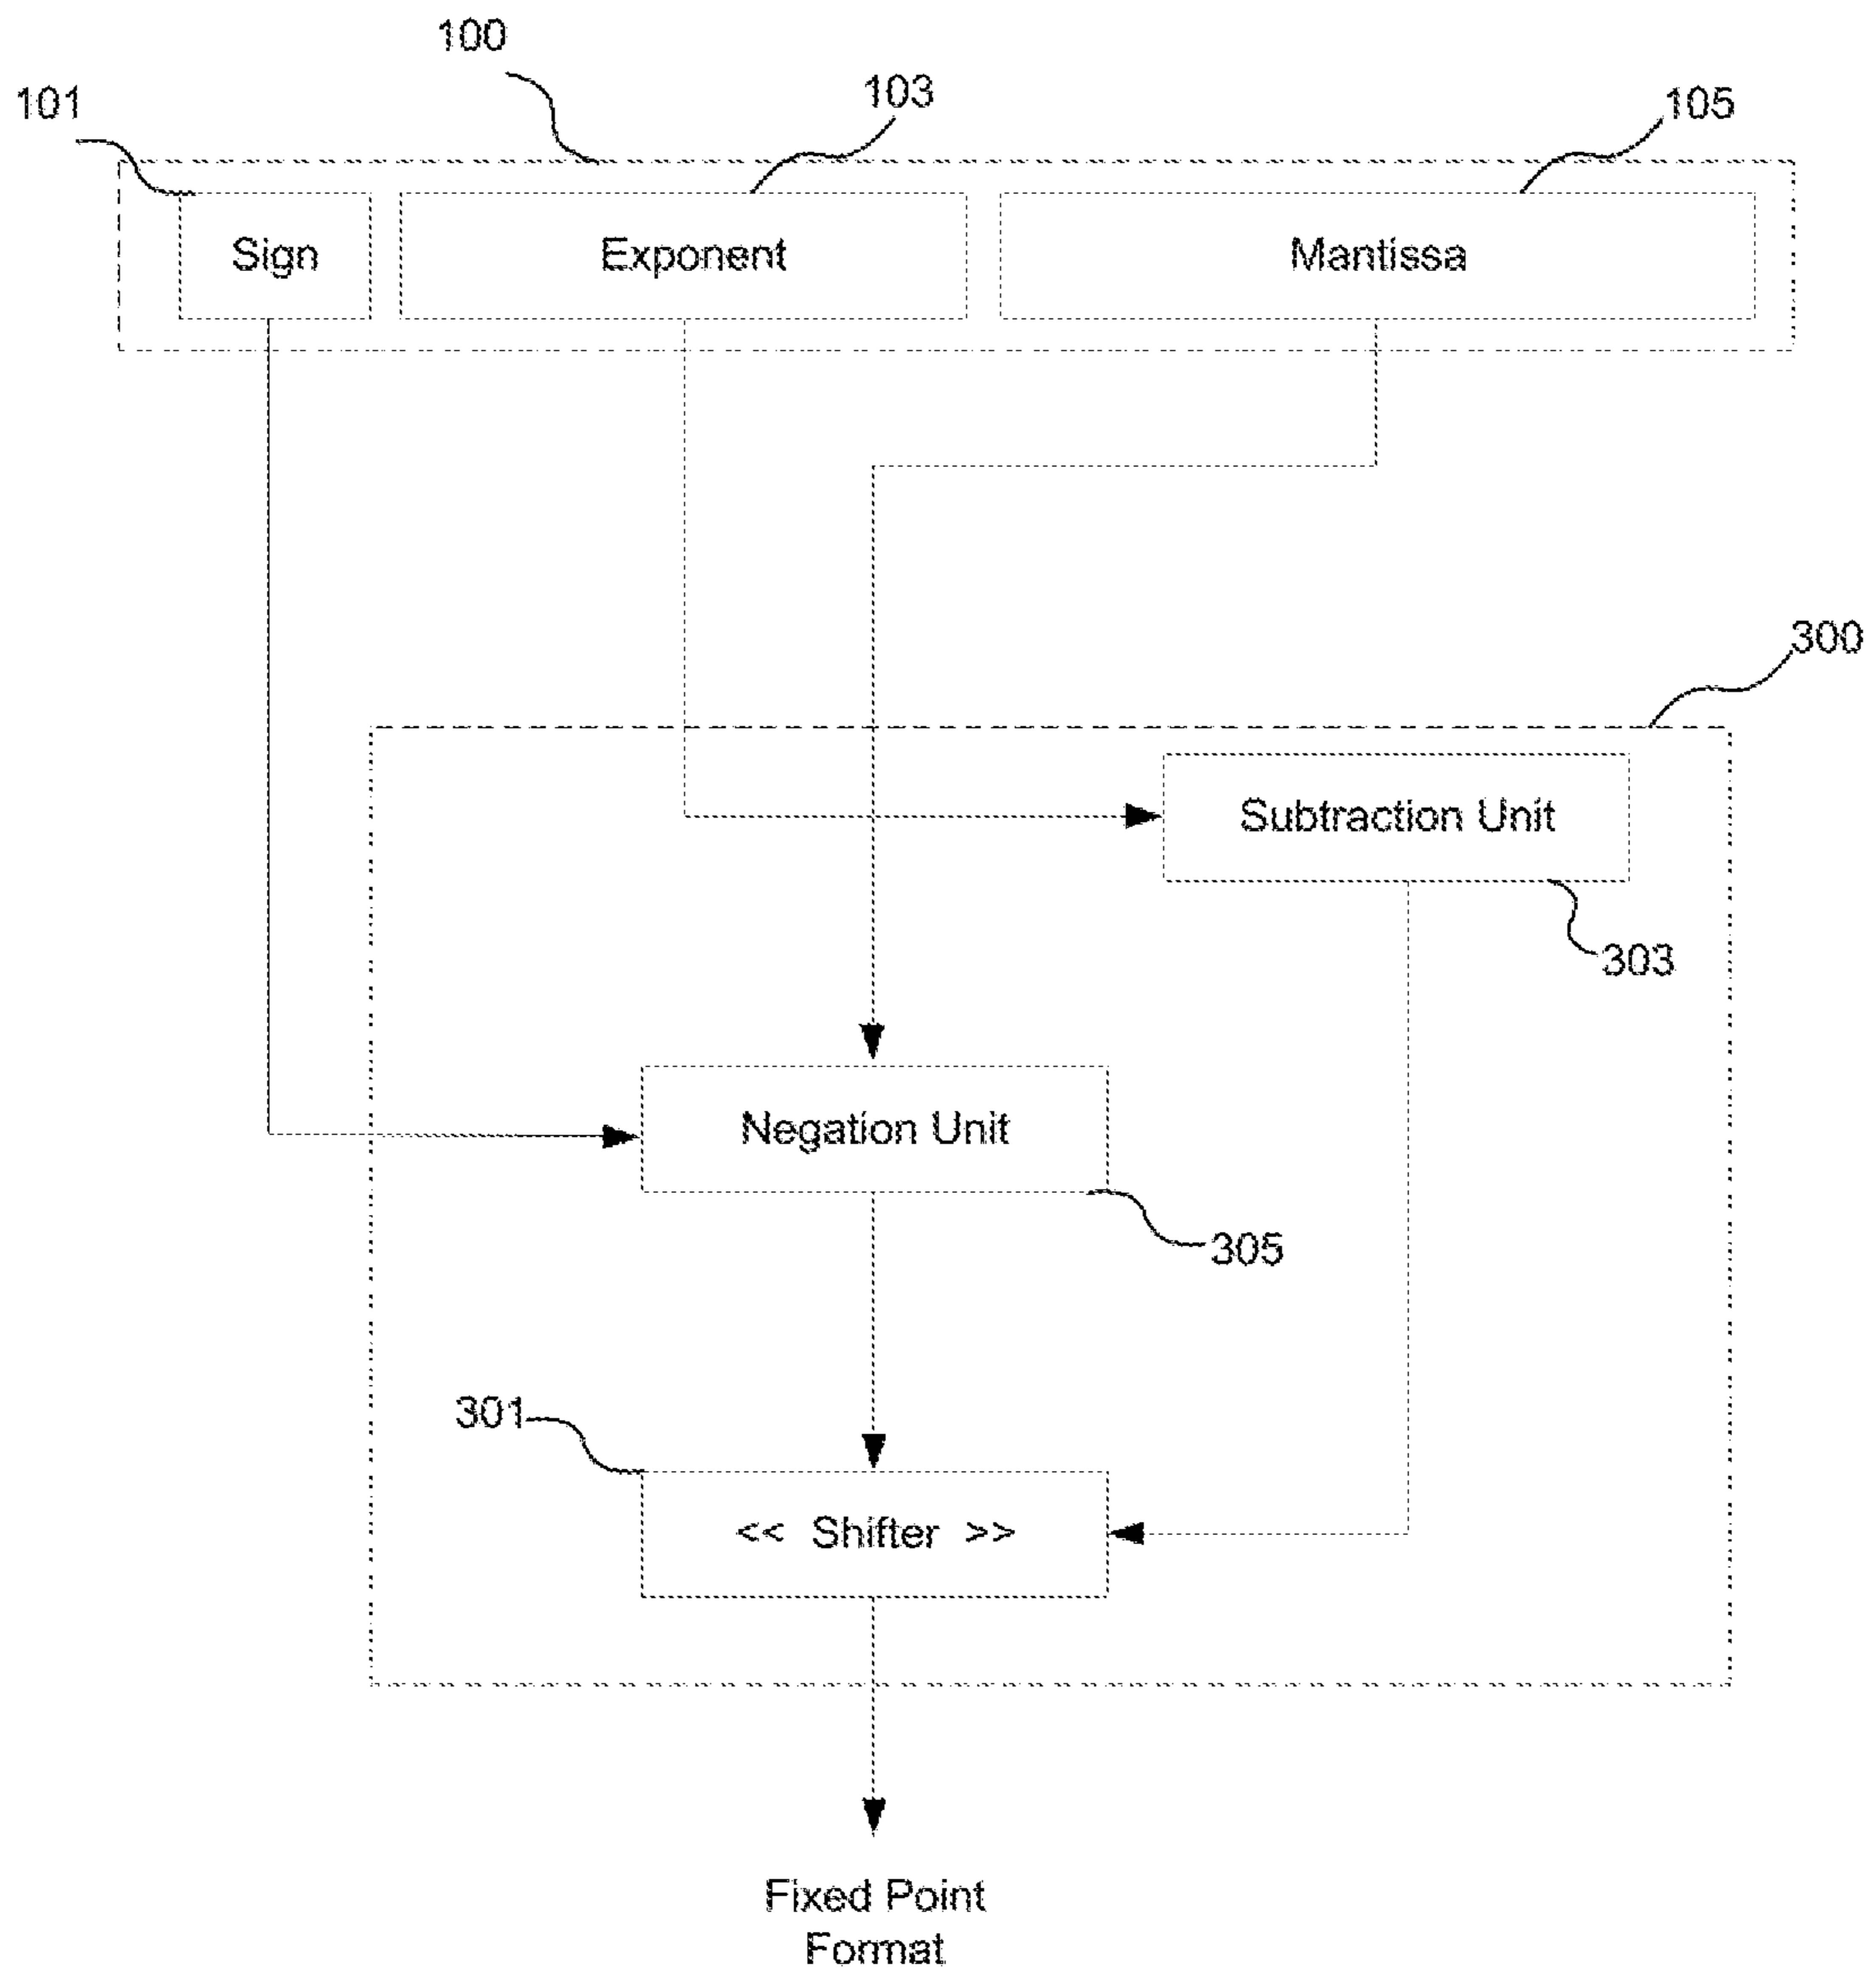 100
101
103
105
Sign
Exponent
Mantissa
300
Subtraction Unit
303
Negation Unit
305
301
<< Shifter >>
Fixed Point
Format